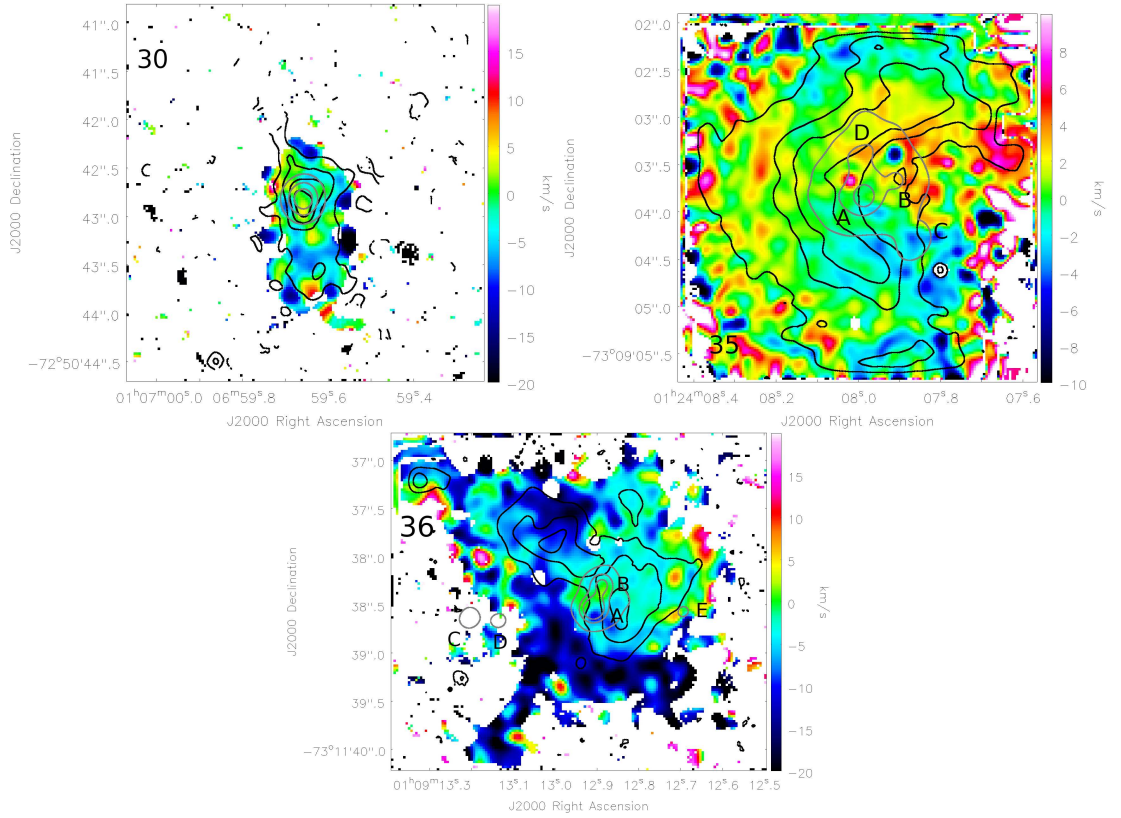 30
41".0
41".5
42".0
42".5
43".0
43".5
44".0
−72°50'44".5
C
J2000 Declination
01ʰ07ᵐ00ˢ.0
06ᵐ59ˢ.8
59ˢ.6
59ˢ.4
J2000 Right Ascension
15
10
5
0
−5
−10
−15
−20
km/s
02".0
02".5
03".0
03".5
04".0
04".5
05".0
−73°09'05".5
J2000 Declination
D
B
A
C
35
01ʰ24ᵐ08ˢ.4
08ˢ.2
08ˢ.0
07ˢ.8
07ˢ.6
J2000 Right Ascension
8
6
4
2
0
−2
−4
−6
−8
−10
km/s
36
37".0
37".5
38".0
38".5
39".0
39".5
−73°11'40".0
J2000 Declination
B
A
E
C
D
01ʰ09ᵐ13ˢ.3
13ˢ.1
13ˢ.0
12ˢ.9
12ˢ.8
12ˢ.7
12ˢ.6
12ˢ.5
J2000 Right Ascension
15
10
5
0
−5
−10
−15
−20
km/s